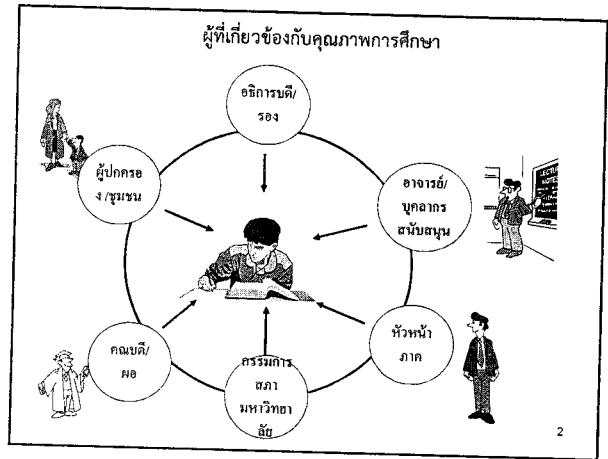 ผู้ที่เกี่ยวข้องกับคุณภาพการศึกษา
อธิการบดี/
รอง
ผู้ปกครอ
ง/ชุมชน
อาจารย์/
บุคลากร
สนับสนุน
คณบดี/
ผอ
หัวหน้า
ภาค
กรรมการ
สภา
มหาวิทยา
ลัย
LECTURE
NOTES
2